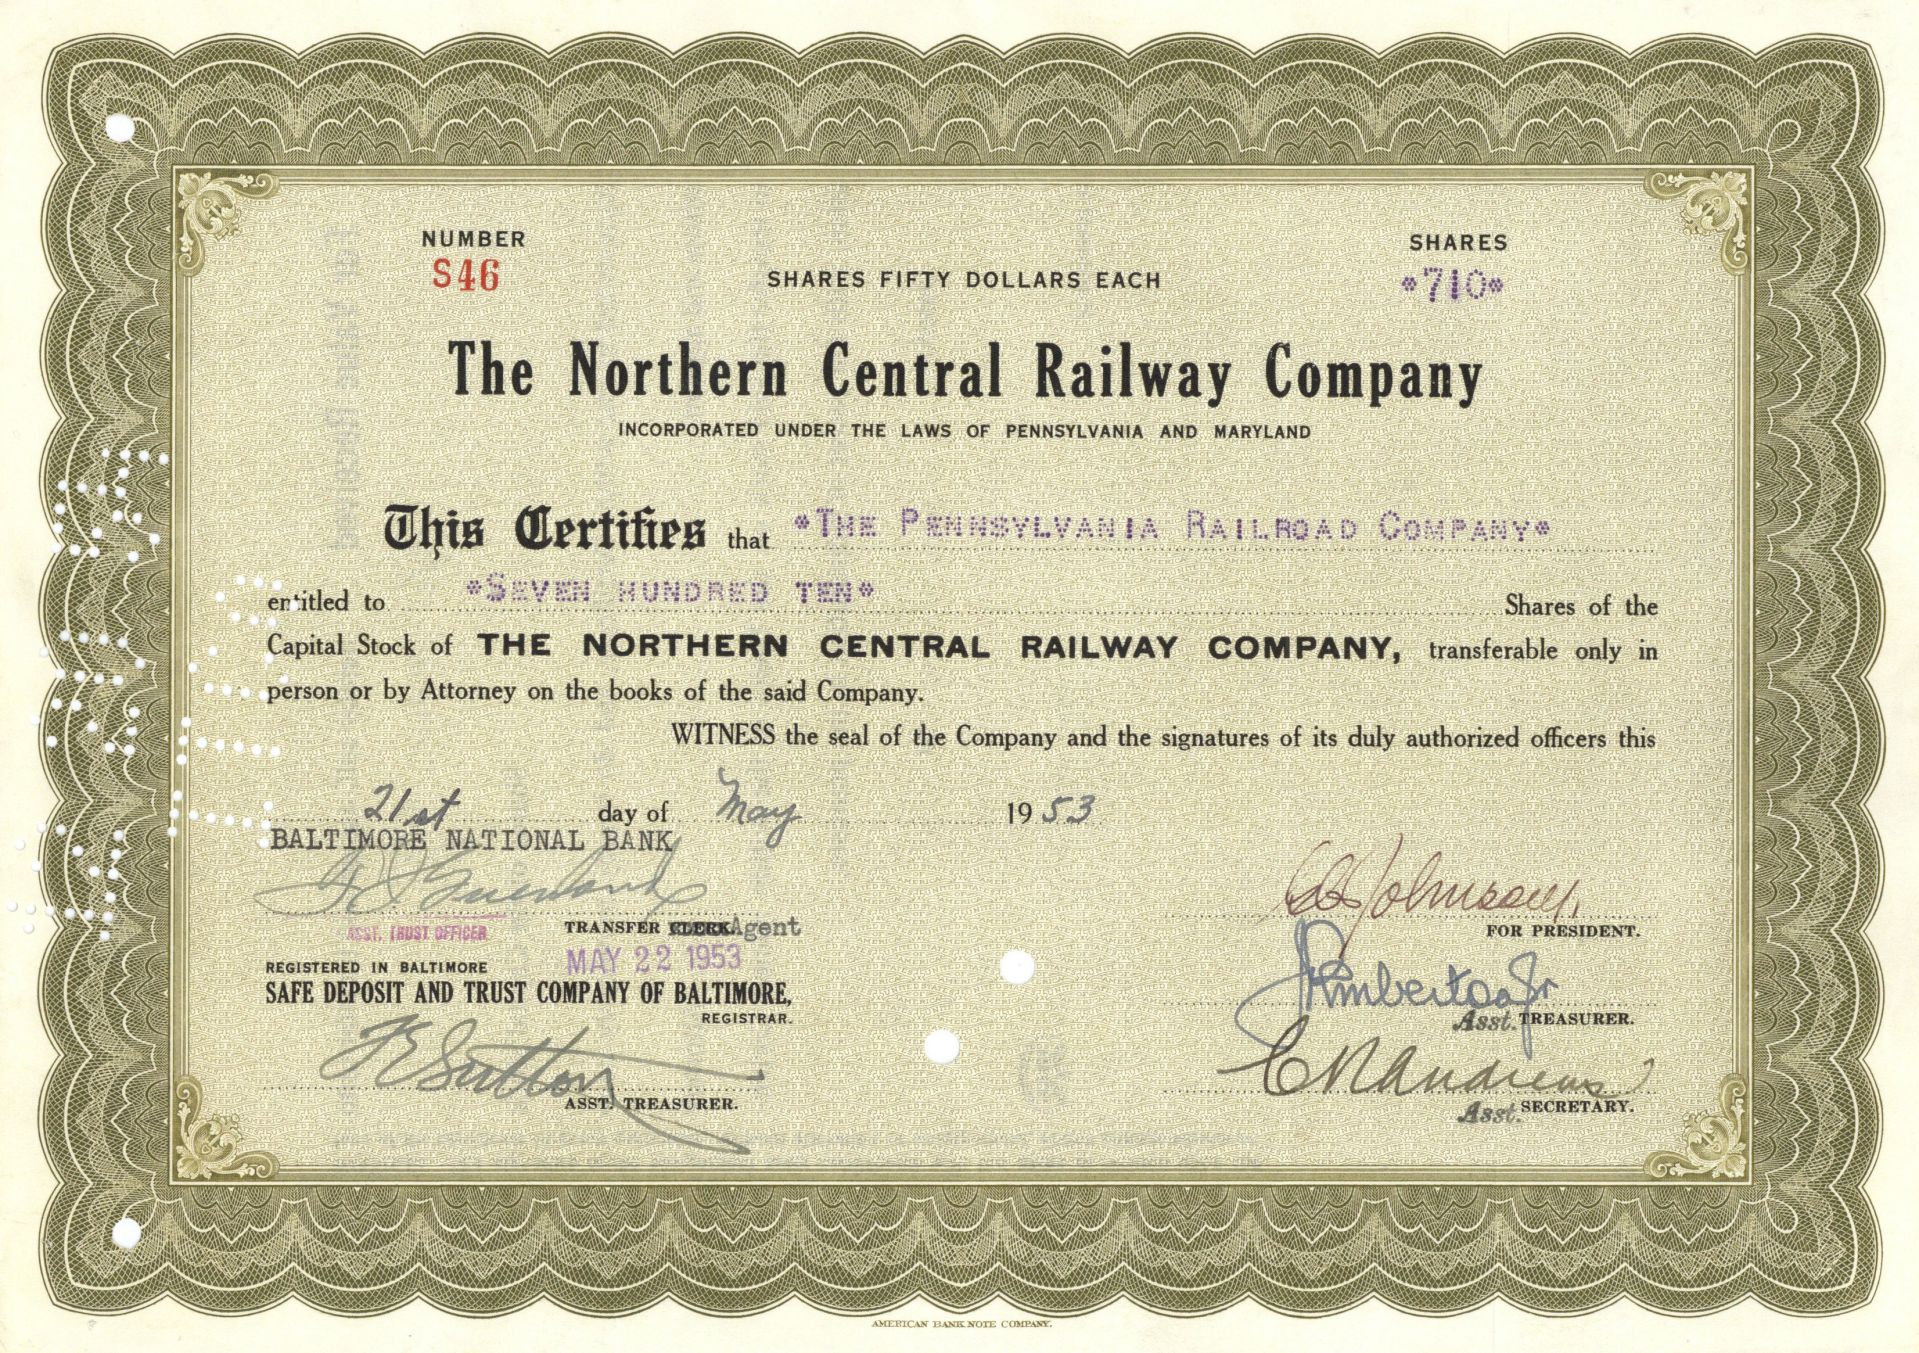 NUMBER
S46
SHARES FIFTY DOLLARS EACH
SHARES
*710*
The Northern Central Railway Company
INCORPORATED UNDER THE LAWS OF PENNSYLVANIA AND MARYLAND
This Certifies that *THE PENNSYLVANIA RAILROAD COMPANY*
entitled to *SEVEN HUNDRED TEN* Shares of the
Capital Stock of THE NORTHERN CENTRAL RAILWAY COMPANY, transferable only in
person or by Attorney on the books of the said Company.
WITNESS the seal of the Company and the signatures of its duly authorized officers this
21st day of May 1953
BALTIMORE NATIONAL BANK
ASST. TRUST OFFICER
TRANSFER CLERK Agent
MAY 22 1953
REGISTERED IN BALTIMORE
SAFE DEPOSIT AND TRUST COMPANY OF BALTIMORE,
REGISTRAR.
Sutton
ASST. TREASURER.
FOR PRESIDENT.
Asst. TREASURER.
C R Andrews
Asst. SECRETARY.
AMERICAN BANK NOTE COMPANY.